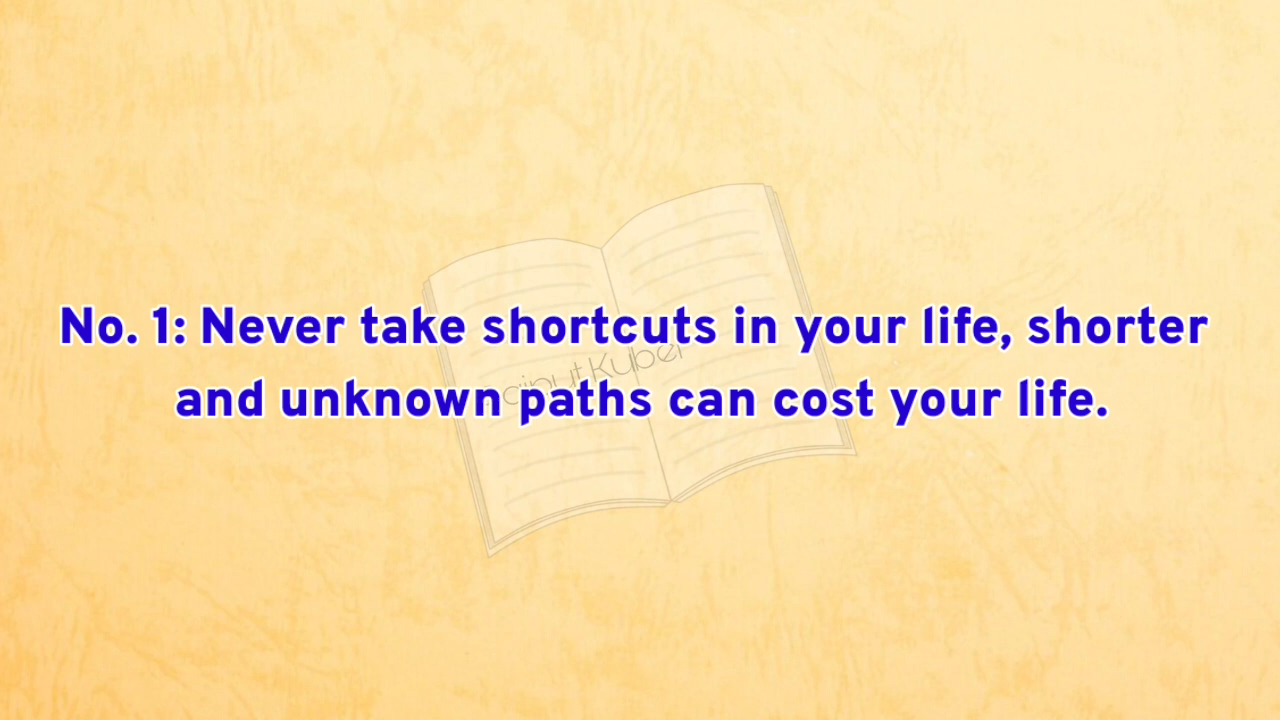 No. 1: Never take shortcuts in your life, shorter
and unknown paths can cost your life.